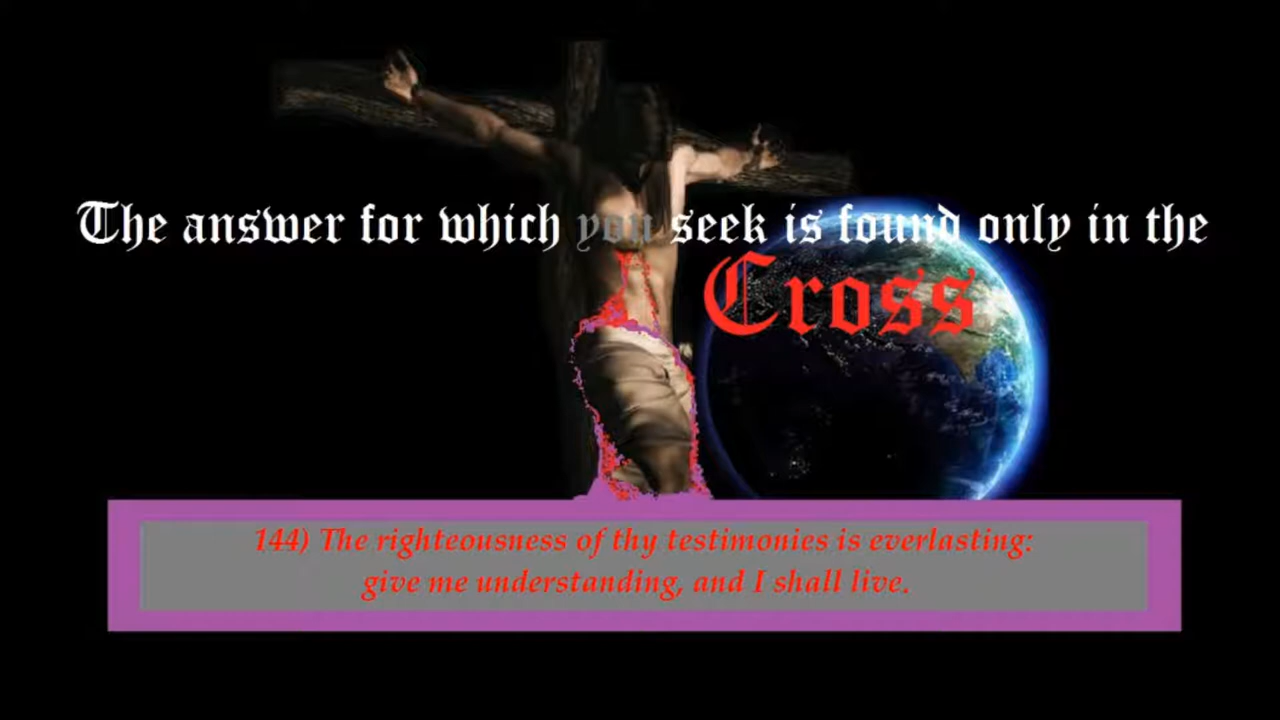 The answer for which you seek is found only in the
Cross
144) The righteousness of thy testimonies is everlasting:
give me understanding, and I shall live.